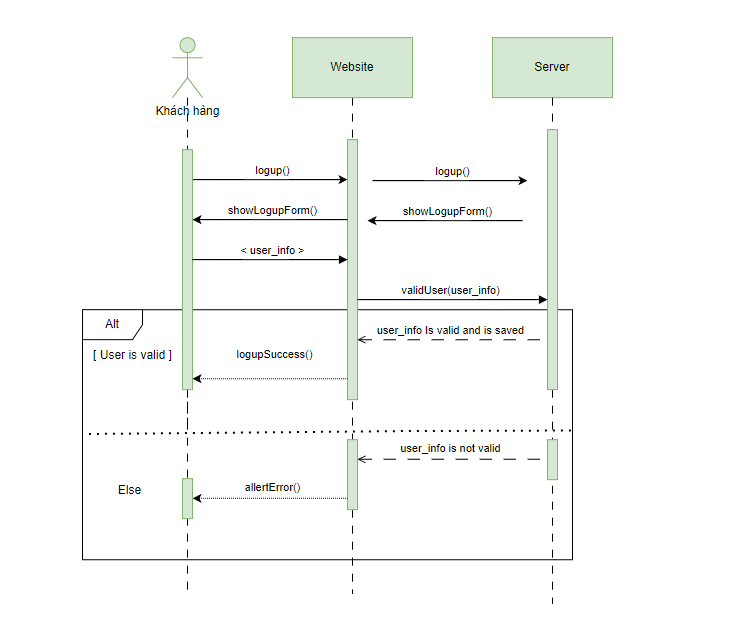 Website
Server
Khách hàng
logup()
logup()
showLogupForm()
showLogupForm()
< user_info >
validUser(user_info)
Alt
user_info Is valid and is saved
[ User is valid ]
logupSuccess()
user_info is not valid
Else
allertError()